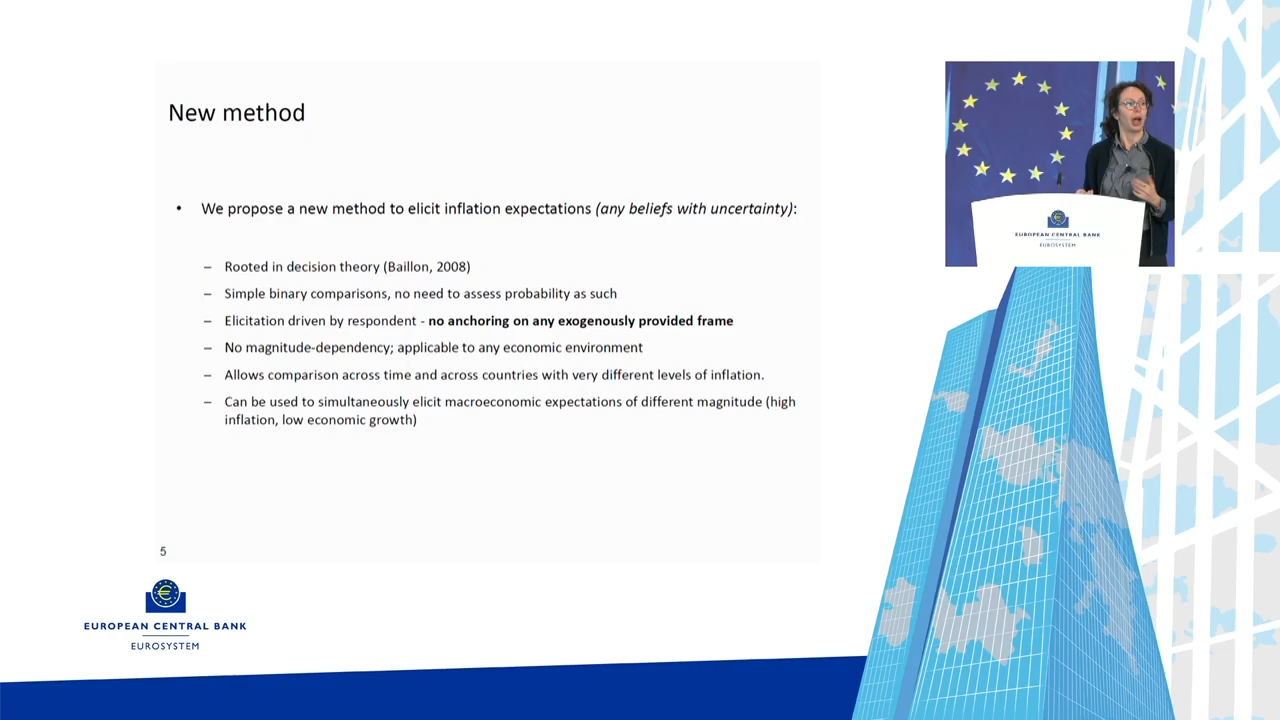 New method
• We propose a new method to elicit inflation expectations (any beliefs with uncertainty):
– Rooted in decision theory (Baillon, 2008)
– Simple binary comparisons, no need to assess probability as such
– Elicitation driven by respondent - no anchoring on any exogenously provided frame
– No magnitude-dependency; applicable to any economic environment
– Allows comparison across time and across countries with very different levels of inflation.
– Can be used to simultaneously elicit macroeconomic expectations of different magnitude (high
inflation, low economic growth)
5
EUROPEAN CENTRAL BANK
EUROSYSTEM
EUROPEAN CENTRAL BANK
EUROSYSTEM